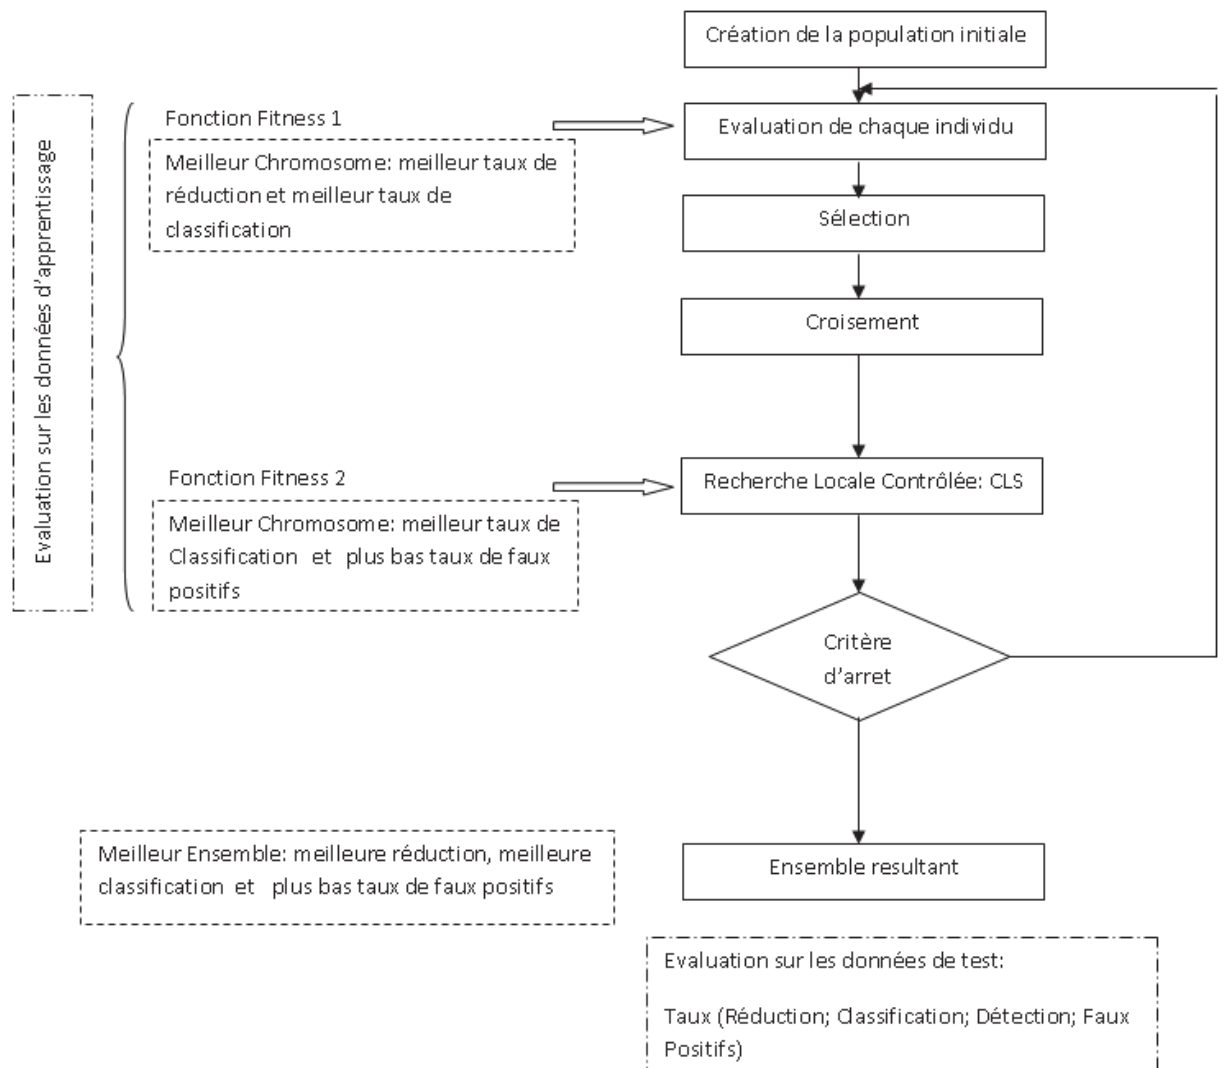 Création de la population initiale
Evaluation sur les données d'apprentissage
Fonction Fitness 1
Meilleur Chromosome: meilleur taux de
réduction et meilleur taux de
classification
Evaluation de chaque individu
Sélection
Croisement
Fonction Fitness 2
Meilleur Chromosome: meilleur taux de
Classification et plus bas taux de faux
positifs
Recherche Locale Contrôlée: CLS
Critère
d'arret
Meilleur Ensemble: meilleure réduction, meilleure
classification et plus bas taux de faux positifs
Ensemble resultant
Evaluation sur les données de test:
Taux (Réduction; Classification; Détection; Faux
Positifs)